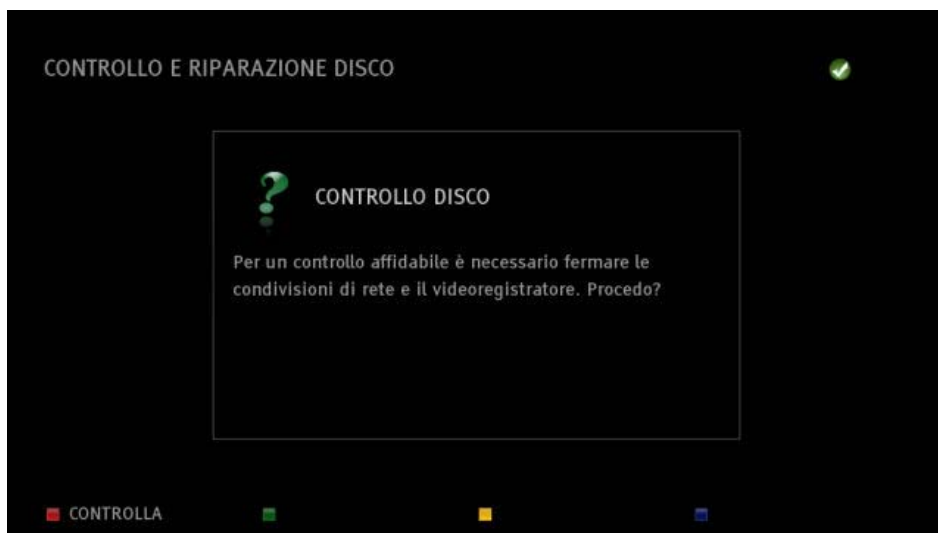 CONTROLLO E RIPARAZIONE DISCO
CONTROLLO DISCO
Per un controllo affidabile è necessario fermare le
condivisioni di rete e il videoregistratore. Procedo?
CONTROLLA